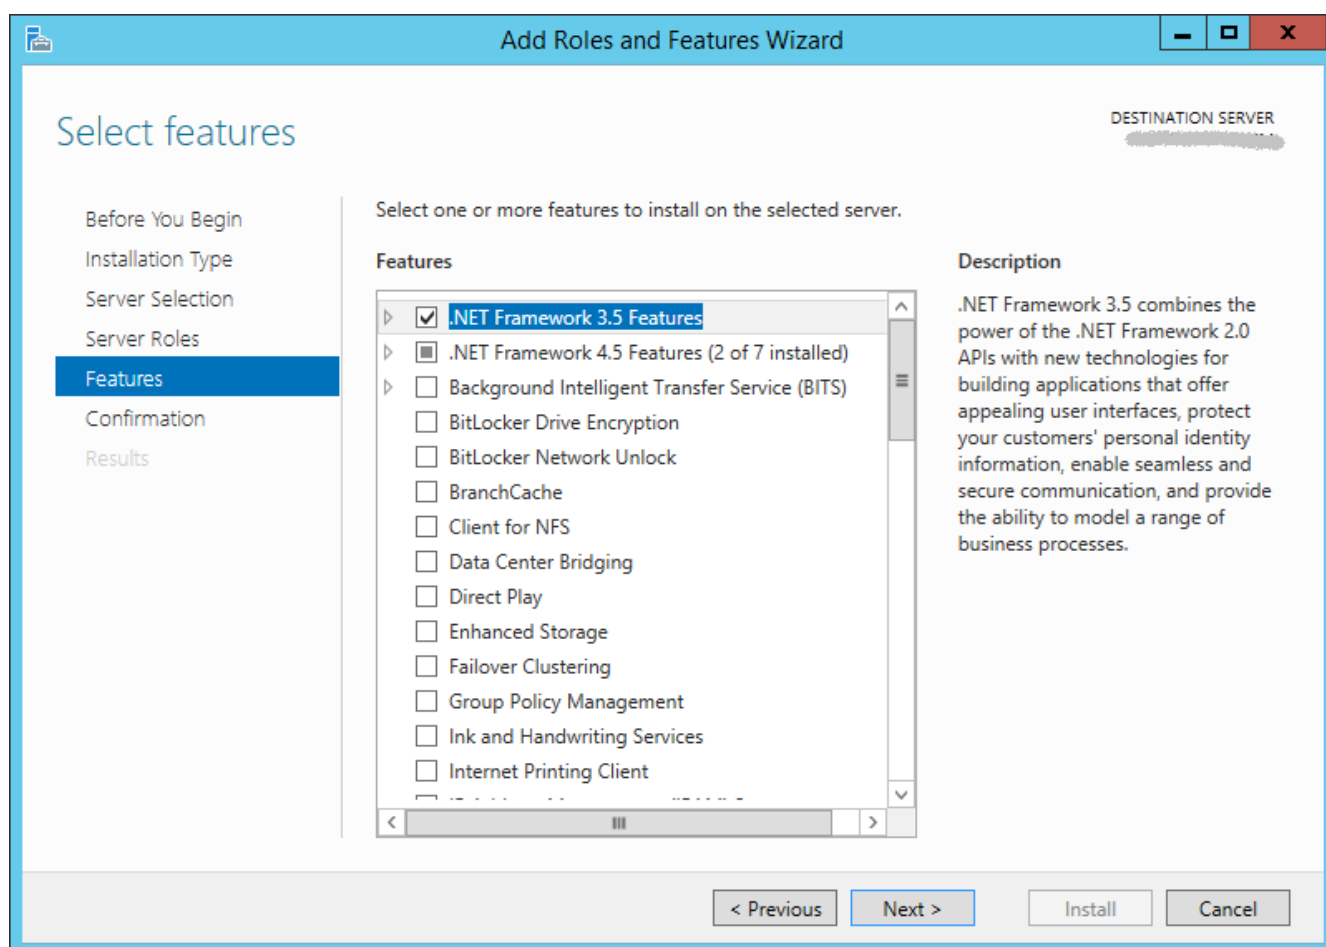 Add Roles and Features Wizard
Select features
DESTINATION SERVER
Before You Begin
Installation Type
Server Selection
Server Roles
Features
Confirmation
Results
Select one or more features to install on the selected server.
Features
.NET Framework 3.5 Features
.NET Framework 4.5 Features (2 of 7 installed)
Background Intelligent Transfer Service (BITS)
BitLocker Drive Encryption
BitLocker Network Unlock
BranchCache
Client for NFS
Data Center Bridging
Direct Play
Enhanced Storage
Failover Clustering
Group Policy Management
Ink and Handwriting Services
Internet Printing Client
Description
.NET Framework 3.5 combines the
power of the .NET Framework 2.0
APIs with new technologies for
building applications that offer
appealing user interfaces, protect
your customers' personal identity
information, enable seamless and
secure communication, and provide
the ability to model a range of
business processes.
< Previous
Next >
Install
Cancel